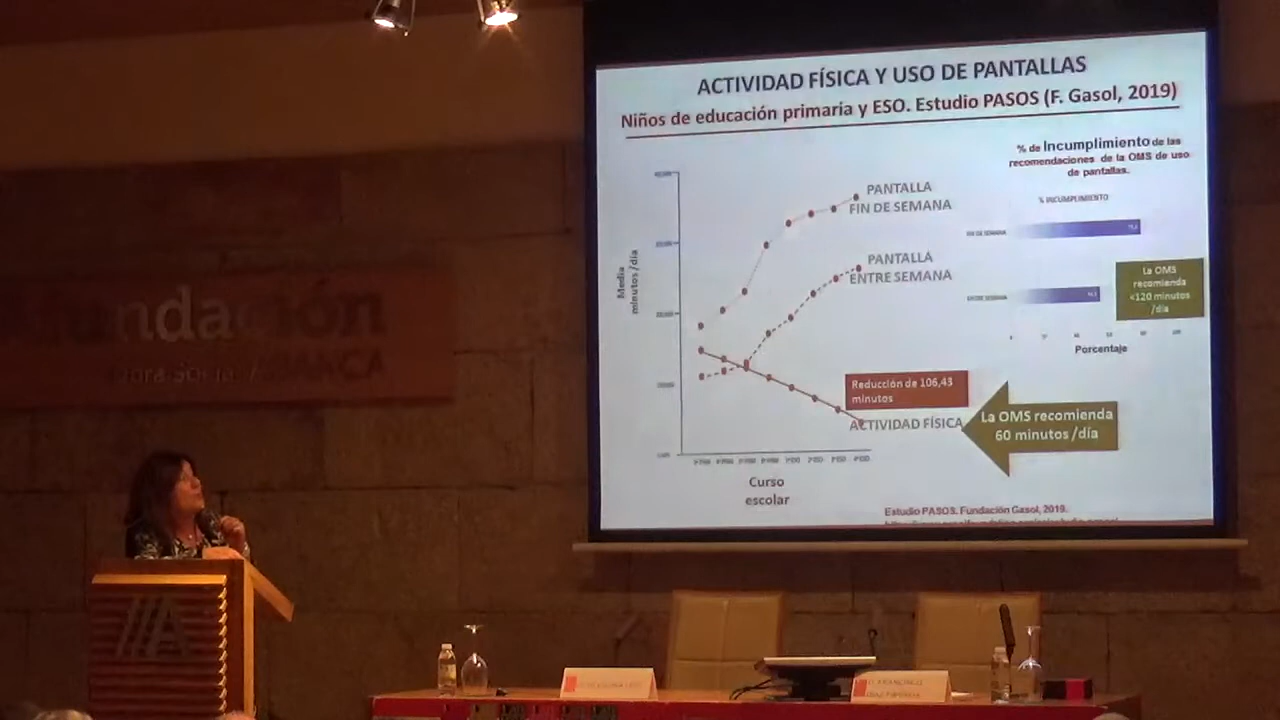 ACTIVIDAD FÍSICA Y USO DE PANTALLAS
Niños de educación primaria y ESO. Estudio PASOS (F. Gasol, 2019)
% de Incumplimiento de las
recomendaciones de la OMS de uso
de pantallas.
% INCUMPLIMIENTO
FIN DE SEMANA
ENTRE SEMANA
La OMS
recomienda
<120 minutos
/día
Porcentaje
PANTALLA
FIN DE SEMANA
PANTALLA
ENTRE SEMANA
Media
minutos /día
Reducción de 106,43
minutos
ACTIVIDAD FÍSICA
La OMS recomienda
60 minutos /día
Curso
escolar
Estudio PASOS. Fundación Gasol, 2019.
fundación
Obra Social ABANCA